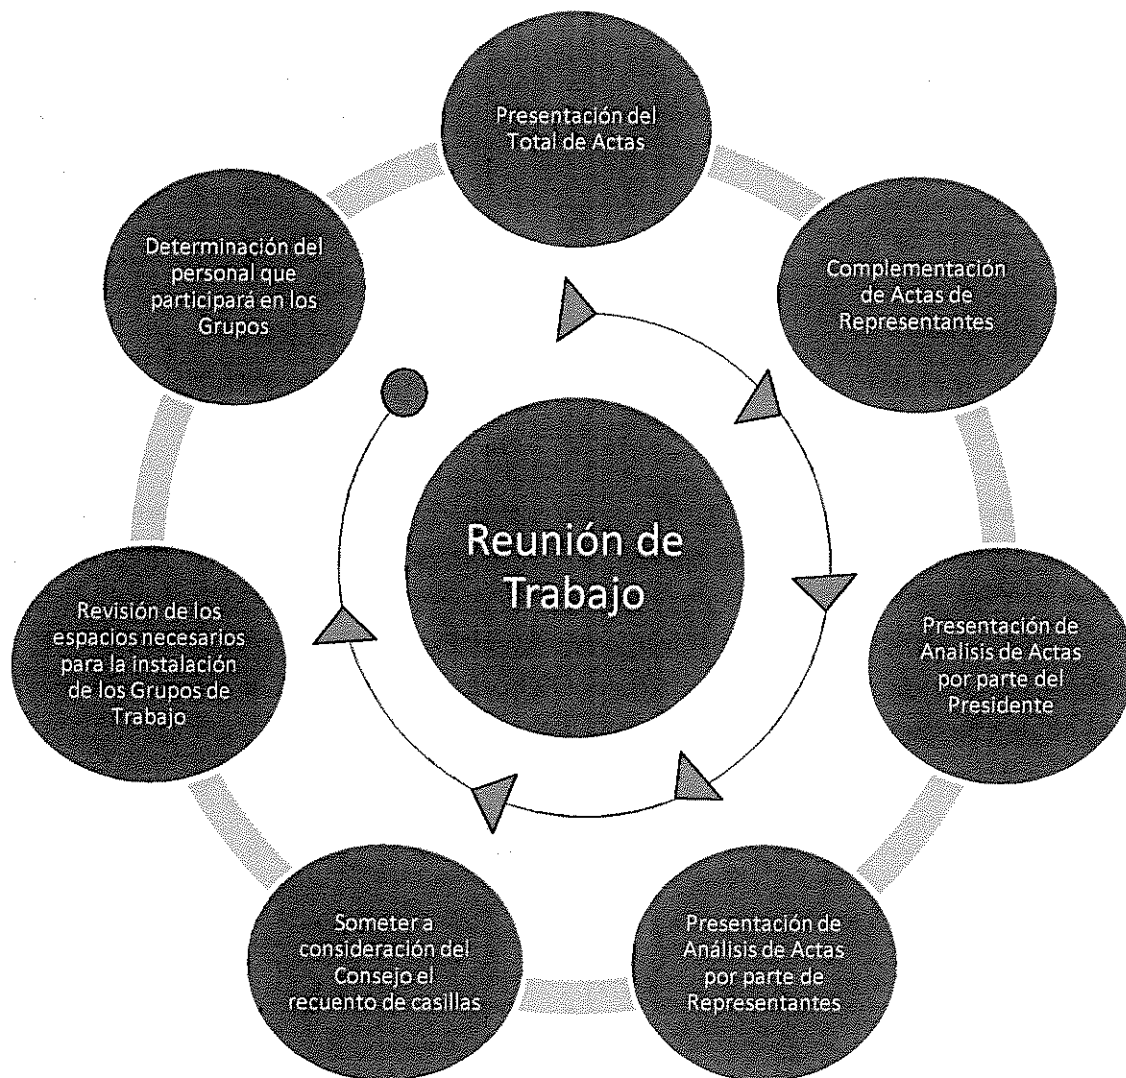 Presentación del
Total de Actas
Complementación
de Actas de
Representantes
Presentación de
Analisis de Actas
por parte del
Presidente
Presentación de
Análisis de Actas
por parte de
Representantes
Someter a
consideración del
Consejo el
recuento de casillas
Revisión de los
espacios necesarios
para la instalación
de los Grupos de
Trabajo
Determinación del
personal que
participará en los
Grupos
Reunión de
Trabajo